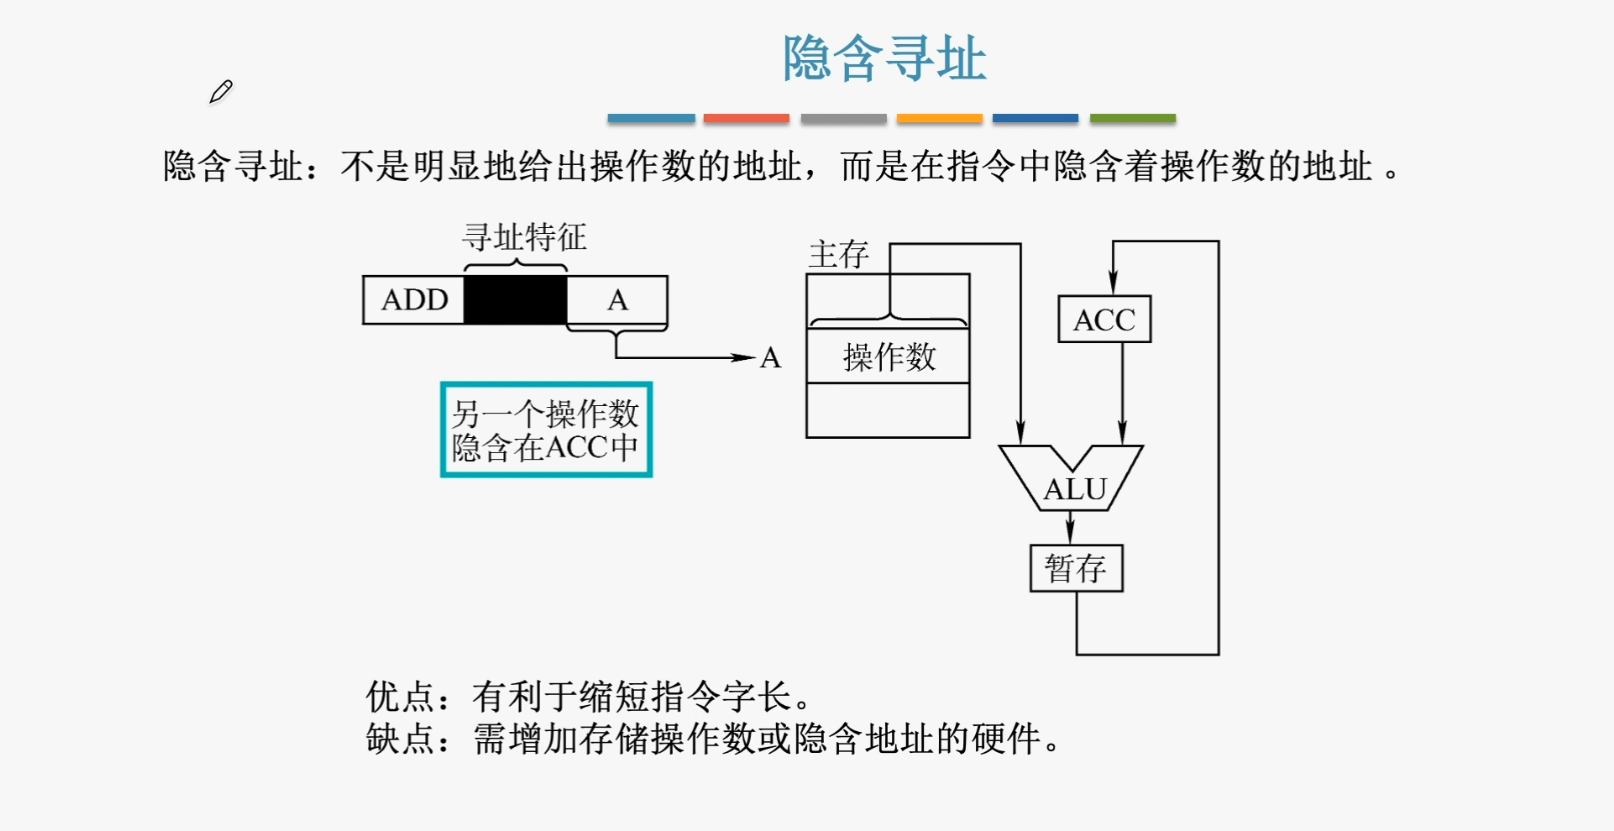 隐含寻址
隐含寻址：不是明显地给出操作数的地址，而是在指令中隐含着操作数的地址 。
寻址特征
ADD
A
A
另一个操作数
隐含在ACC中
主存
操作数
ACC
ALU
暂存
优点：有利于缩短指令字长。
缺点：需增加存储操作数或隐含地址的硬件。